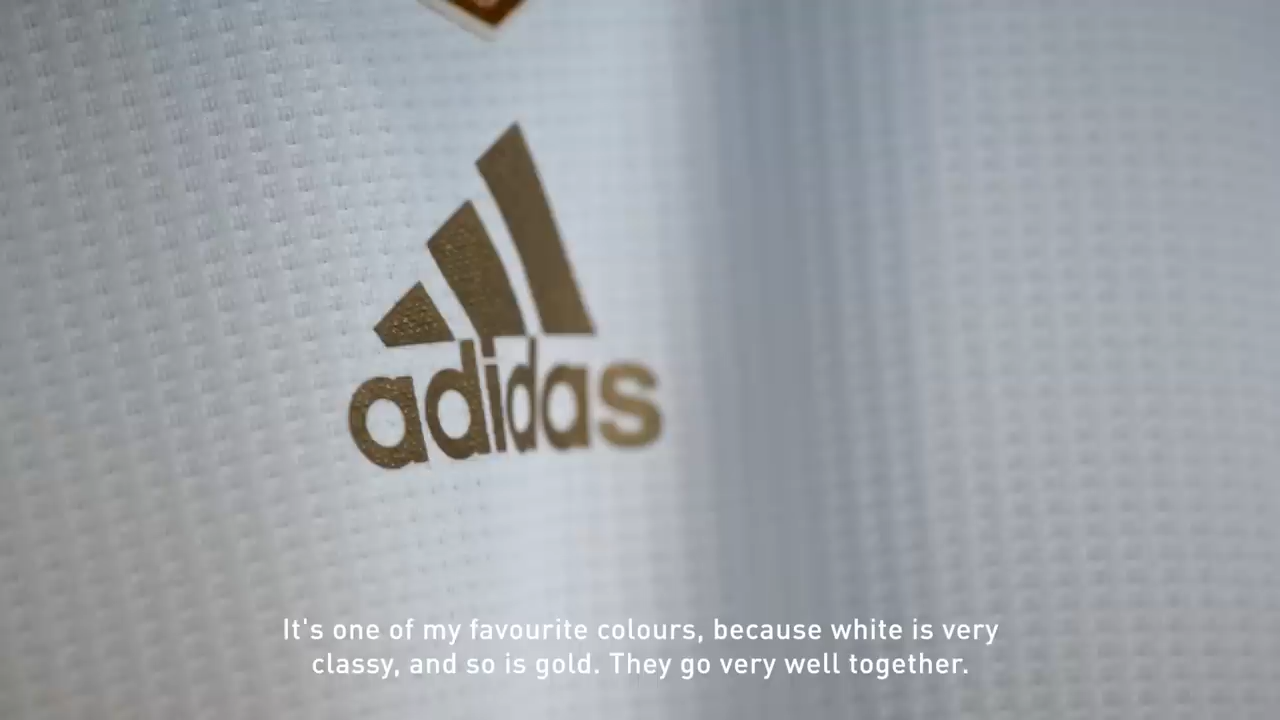 adidas
It's one of my favourite colours, because white is very
classy, and so is gold. They go very well together.